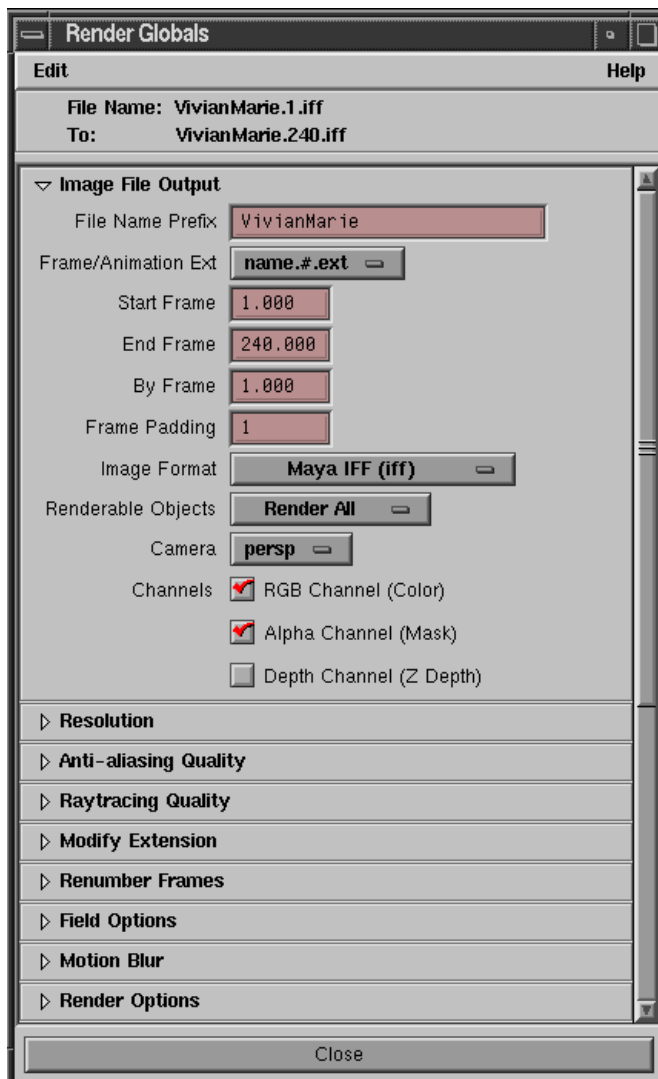 Render Globals
Edit Help
File Name: VivianMarie.1.iff
To: VivianMarie.240.iff
Image File Output
File Name Prefix VivianMarie
Frame/Animation Ext name.#.ext
Start Frame 1.000
End Frame 240.000
By Frame 1.000
Frame Padding 1
Image Format Maya IFF (iff)
Renderable Objects Render All
Camera persp
Channels RGB Channel (Color)
Alpha Channel (Mask)
Depth Channel (Z Depth)
Resolution
Anti-aliasing Quality
Raytracing Quality
Modify Extension
Renumber Frames
Field Options
Motion Blur
Render Options
Close